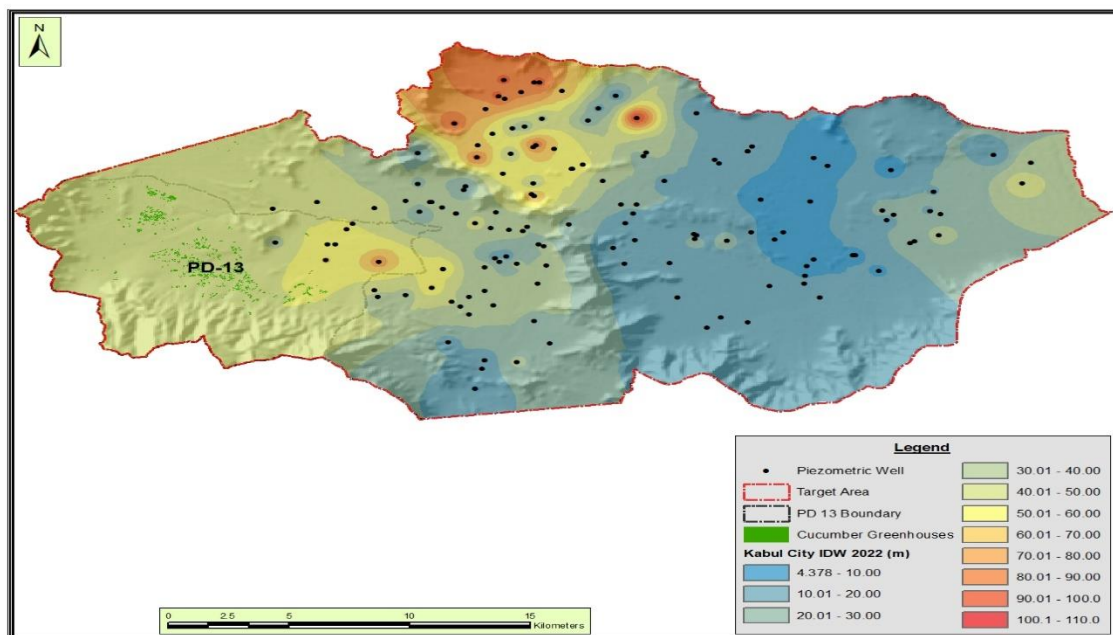 N
PD-13
Legend
Piezometric Well
Target Area
PD 13 Boundary
Cucumber Greenhouses
Kabul City IDW 2022 (m)
4.378 - 10.00
10.01 - 20.00
20.01 - 30.00
30.01 - 40.00
40.01 - 50.00
50.01 - 60.00
60.01 - 70.00
70.01 - 80.00
80.01 - 90.00
90.01 - 100.0
100.1 - 110.0
0 2.5 5 10 15
Kilometers